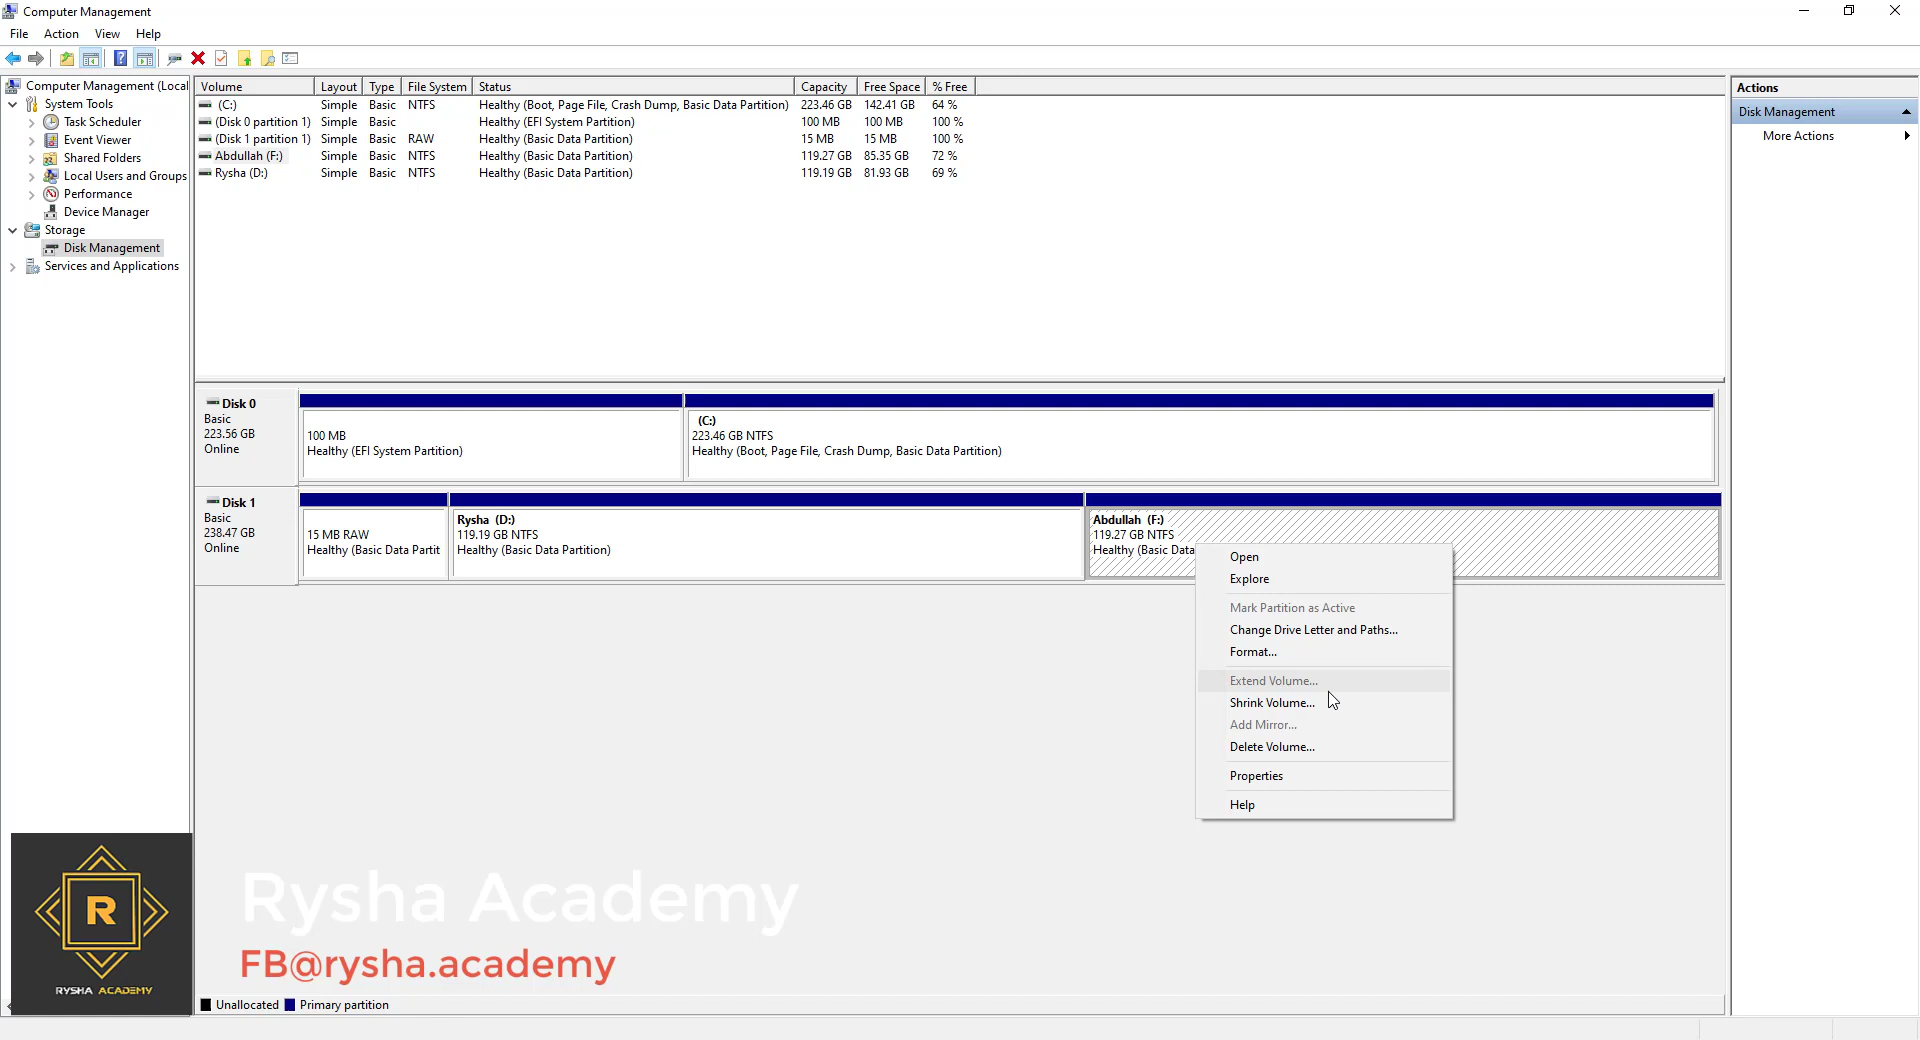 Computer Management
File Action View Help
Computer Management (Local
System Tools
Task Scheduler
Event Viewer
Shared Folders
Local Users and Groups
Performance
Device Manager
Storage
Disk Management
Services and Applications
Volume Layout Type File System Status Capacity Free Space % Free
(C:) Simple Basic NTFS Healthy (Boot, Page File, Crash Dump, Basic Data Partition) 223.46 GB 142.41 GB 64 %
(Disk 0 partition 1) Simple Basic Healthy (EFI System Partition) 100 MB 100 MB 100 %
(Disk 1 partition 1) Simple Basic RAW Healthy (Basic Data Partition) 15 MB 15 MB 100 %
Abdullah (F:) Simple Basic NTFS Healthy (Basic Data Partition) 119.27 GB 85.35 GB 72 %
Rysha (D:) Simple Basic NTFS Healthy (Basic Data Partition) 119.19 GB 81.93 GB 69 %
Actions
Disk Management
More Actions
Disk 0
Basic
223.56 GB
Online
100 MB
Healthy (EFI System Partition)
(C:)
223.46 GB NTFS
Healthy (Boot, Page File, Crash Dump, Basic Data Partition)
Disk 1
Basic
238.47 GB
Online
15 MB RAW
Healthy (Basic Data Partit
Rysha (D:)
119.19 GB NTFS
Healthy (Basic Data Partition)
Abdullah (F:)
119.27 GB NTFS
Healthy (Basic Data
Open
Explore
Mark Partition as Active
Change Drive Letter and Paths...
Format...
Extend Volume...
Shrink Volume...
Add Mirror...
Delete Volume...
Properties
Help
R
RYSHA ACADEMY
Rysha Academy
FB@rysha.academy
Unallocated Primary partition